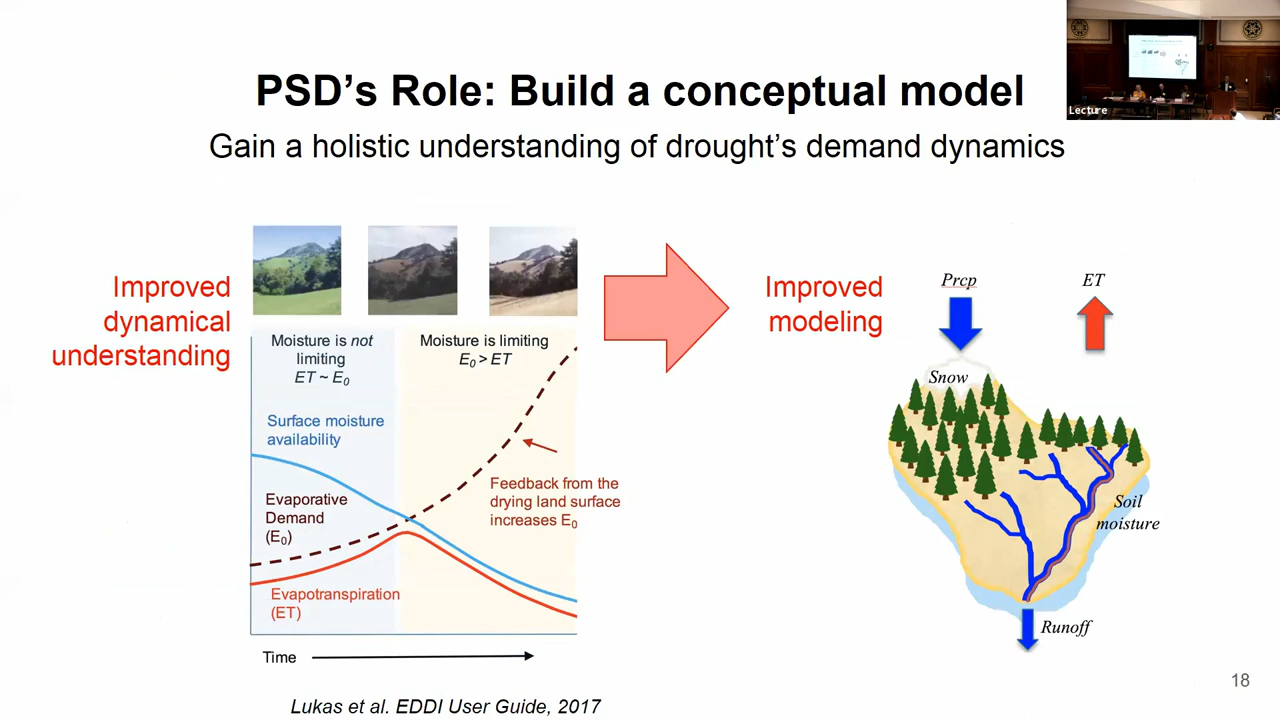 Lecture
PSD's Role: Build a conceptual model
Gain a holistic understanding of drought's demand dynamics
Improved
dynamical
understanding
Moisture is not
limiting
ET ~ E₀
Moisture is limiting
E₀ > ET
Surface moisture
availability
Evaporative
Demand
(E₀)
Feedback from the
drying land surface
increases E₀
Evapotranspiration
(ET)
Time
Lukas et al. EDDI User Guide, 2017
Improved
modeling
Prcp
ET
Snow
Soil
moisture
Runoff
18